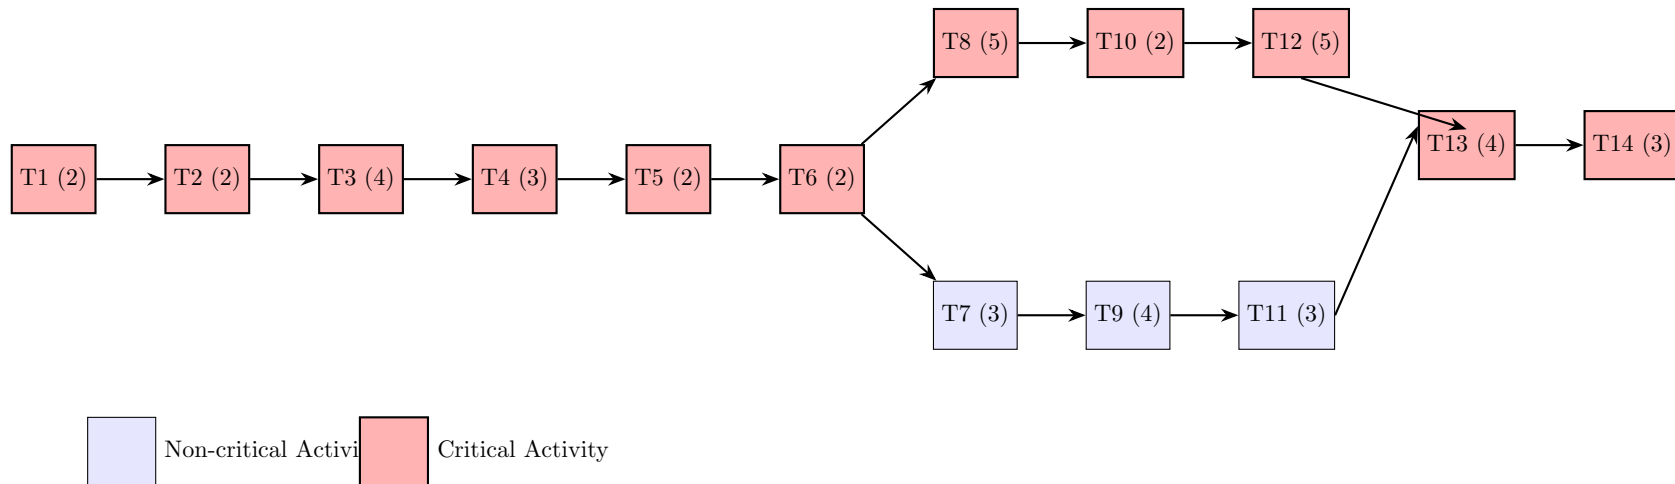 T8 (5)
T10 (2)
T12 (5)
T13 (4)
T14 (3)
T1 (2)
T2 (2)
T3 (4)
T4 (3)
T5 (2)
T6 (2)
T7 (3)
T9 (4)
T11 (3)
Non-critical Activi
Critical Activity